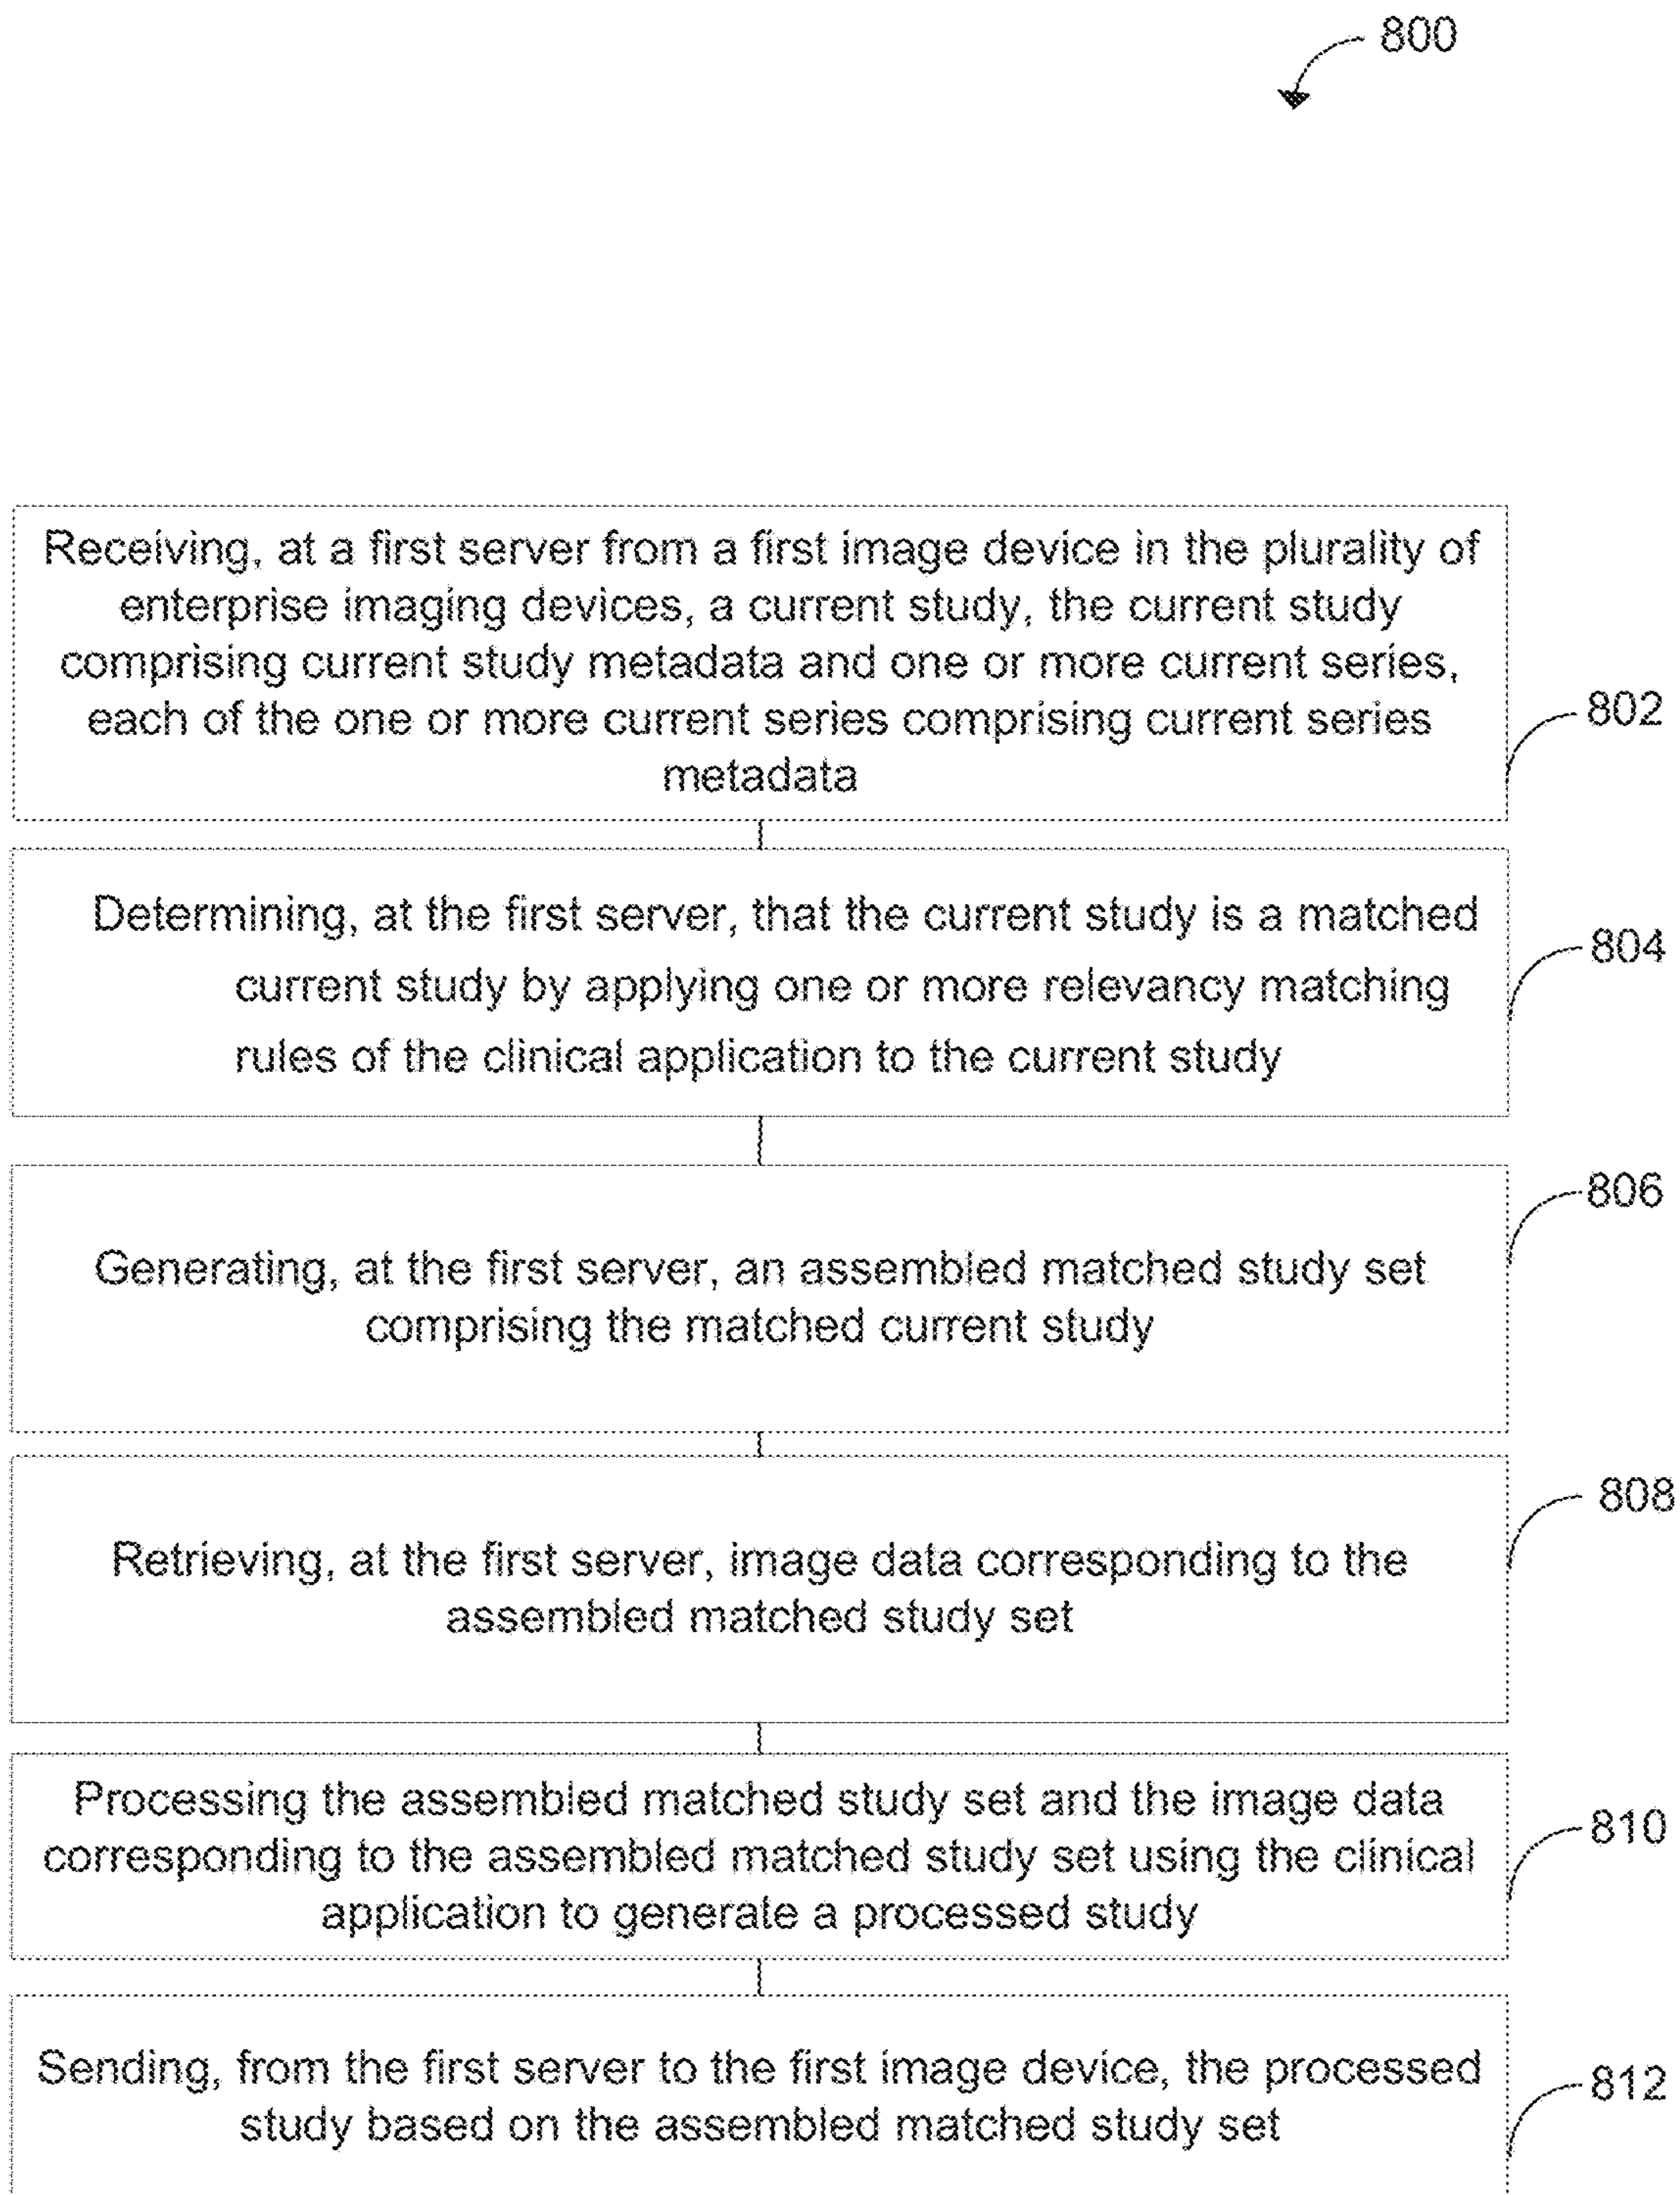 800
Receiving, at a first server from a first image device in the plurality of
enterprise imaging devices, a current study, the current study
comprising current study metadata and one or more current series,
each of the one or more current series comprising current series
metadata
802
Determining, at the first server, that the current study is a matched
current study by applying one or more relevancy matching
rules of the clinical application to the current study
804
Generating, at the first server, an assembled matched study set
comprising the matched current study
806
Retrieving, at the first server, image data corresponding to the
assembled matched study set
808
Processing the assembled matched study set and the image data
corresponding to the assembled matched study set using the clinical
application to generate a processed study
810
Sending, from the first server to the first image device, the processed
study based on the assembled matched study set
812